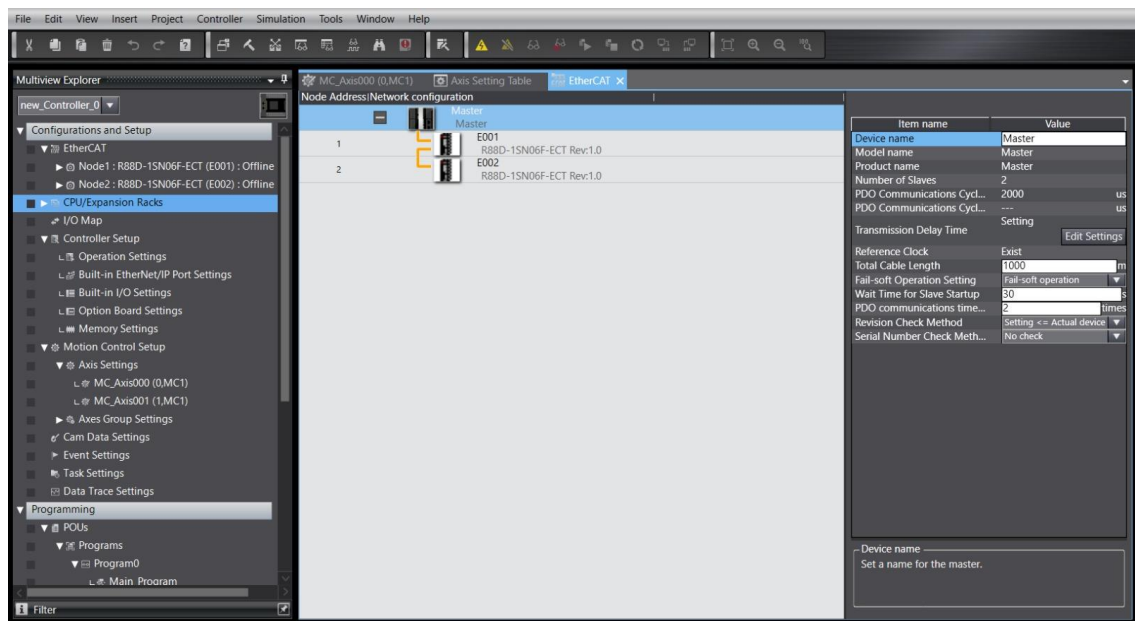 File Edit View Insert Project Controller Simulation Tools Window Help
Multiview Explorer
new_Controller_0
Configurations and Setup
EtherCAT
Node1 : R88D-1SN06F-ECT (E001) : Offline
Node2 : R88D-1SN06F-ECT (E002) : Offline
CPU/Expansion Racks
I/O Map
Controller Setup
Operation Settings
Built-in EtherNet/IP Port Settings
Built-in I/O Settings
Option Board Settings
Memory Settings
Motion Control Setup
Axis Settings
MC_Axis000 (0,MC1)
MC_Axis001 (1,MC1)
Axes Group Settings
Cam Data Settings
Event Settings
Task Settings
Data Trace Settings
Programming
POUs
Programs
Program0
Main_Program
Filter
MC_Axis000 (0,MC1) Axis Setting Table EtherCAT
Node Address|Network configuration
Master
Master
1 E001
R88D-1SN06F-ECT Rev:1.0
2 E002
R88D-1SN06F-ECT Rev:1.0
Item name Value
Device name Master
Model name Master
Product name Master
Number of Slaves 2
PDO Communications Cycl... 2000 us
PDO Communications Cycl... --- us
Transmission Delay Time Setting
Edit Settings
Reference Clock Exist
Total Cable Length 1000 m
Fail-soft Operation Setting Fail-soft operation
Wait Time for Slave Startup 30 s
PDO communications time... 2 times
Revision Check Method Setting <= Actual device
Serial Number Check Meth... No check
Device name
Set a name for the master.